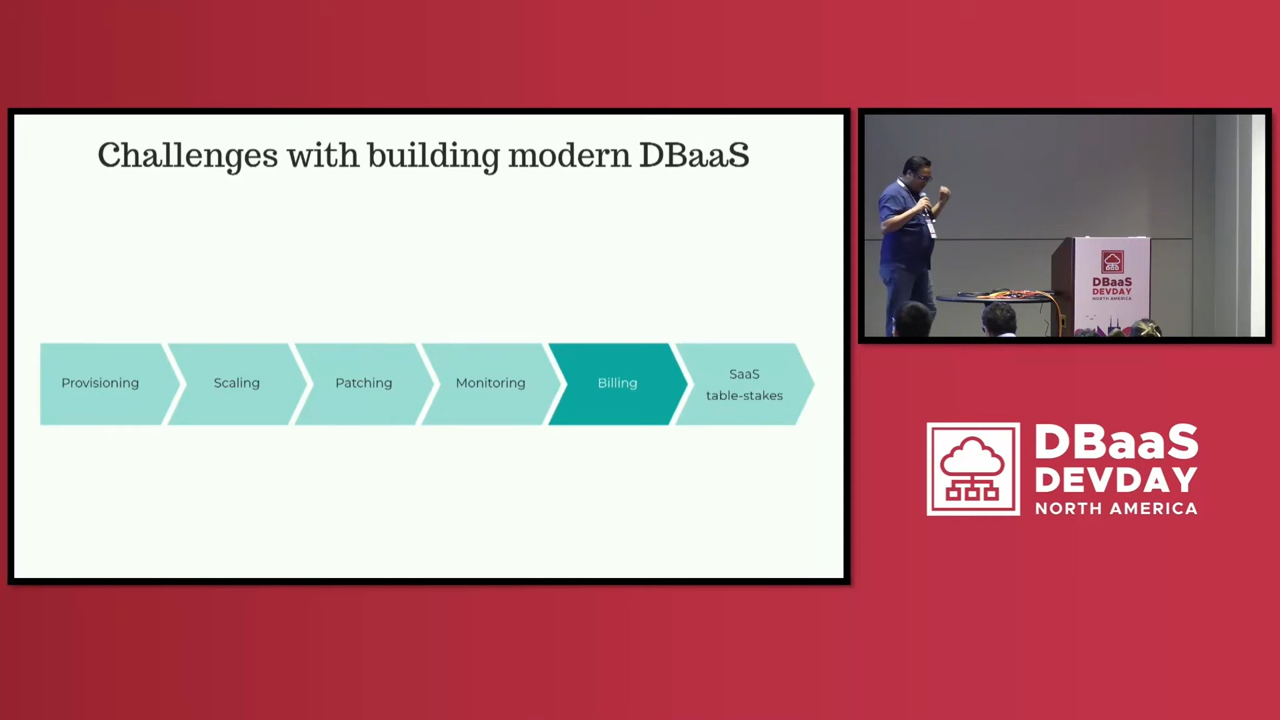 Challenges with building modern DBaaS
Provisioning
Scaling
Patching
Monitoring
Billing
SaaS
table-stakes
DBaaS
DEVDAY
NORTH AMERICA
DBaaS
DEVDAY
NORTH AMERICA